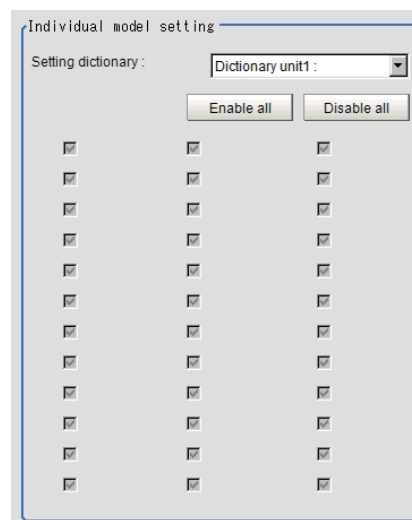 Individual model setting
Setting dictionary :
Dictionary unit1 :
Enable all
Disable all